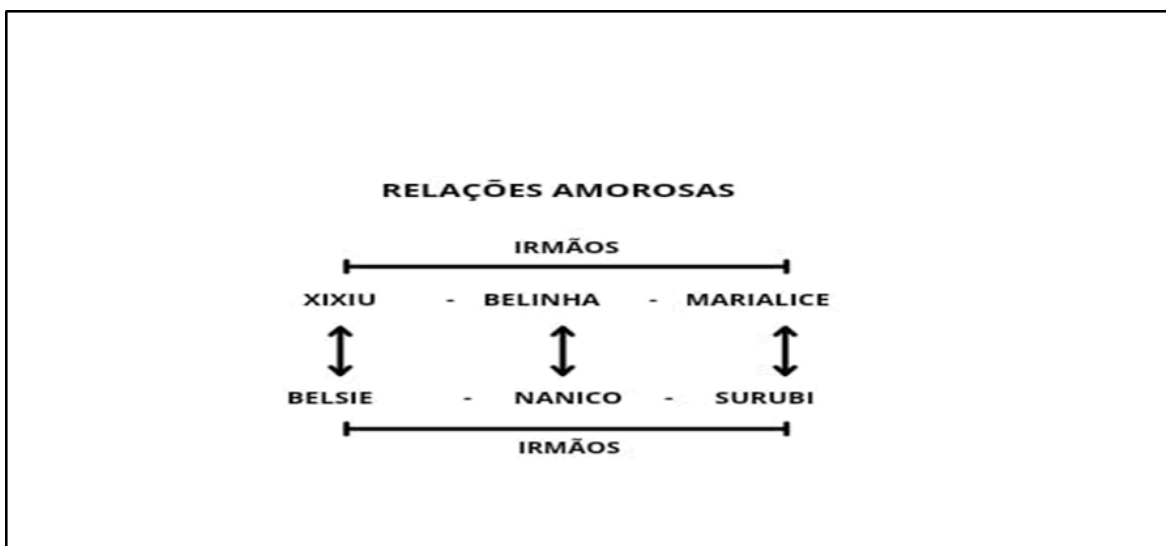 RELAÇÕES AMOROSAS
IRMÃOS
XIXIU - BELINHA - MARIALICE
BELSIE - NANICO - SURUBI
IRMÃOS